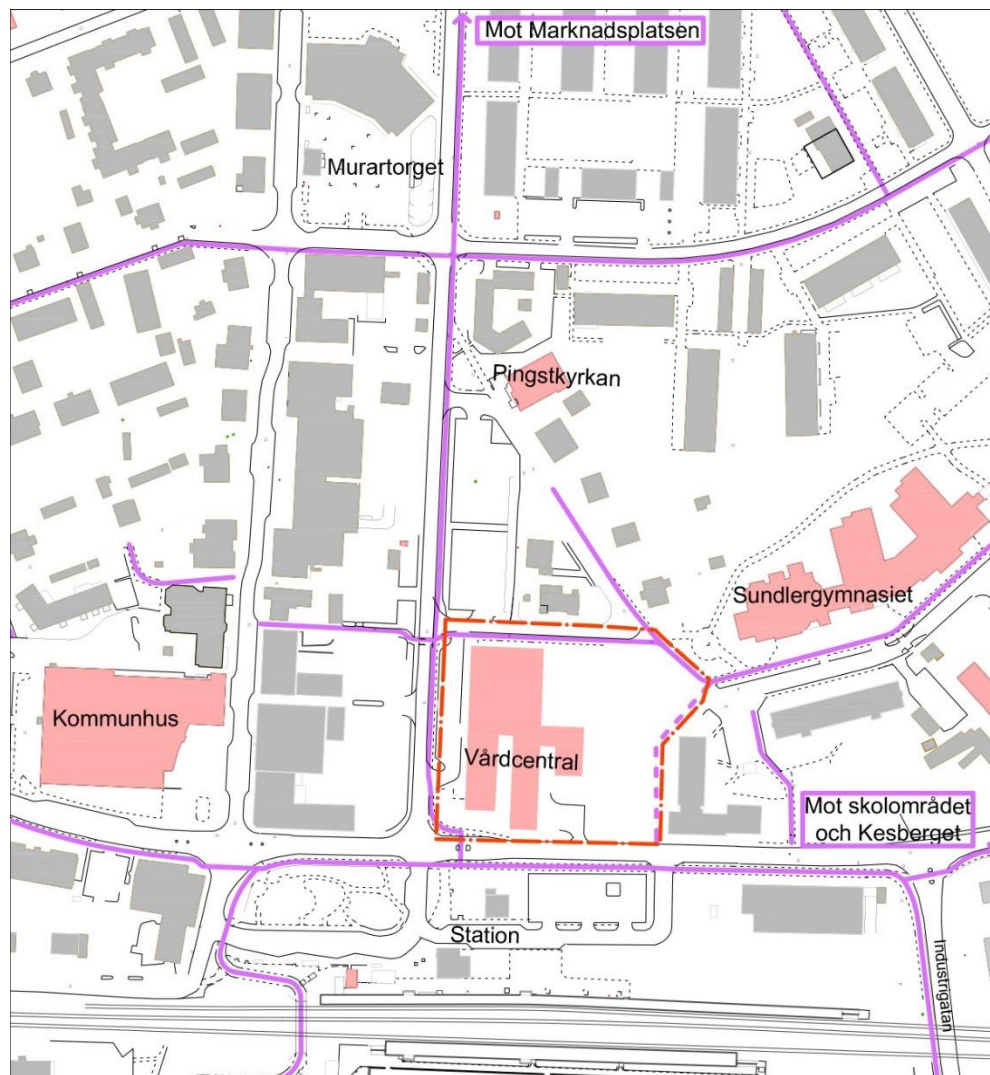 Mot Marknadsplatsen
Murartorget
Pingstkyrkan
Sundlergymnasiet
Kommunhus
Vårdcentral
Mot skolområdet
och Kesberget
Station
Industrigatan